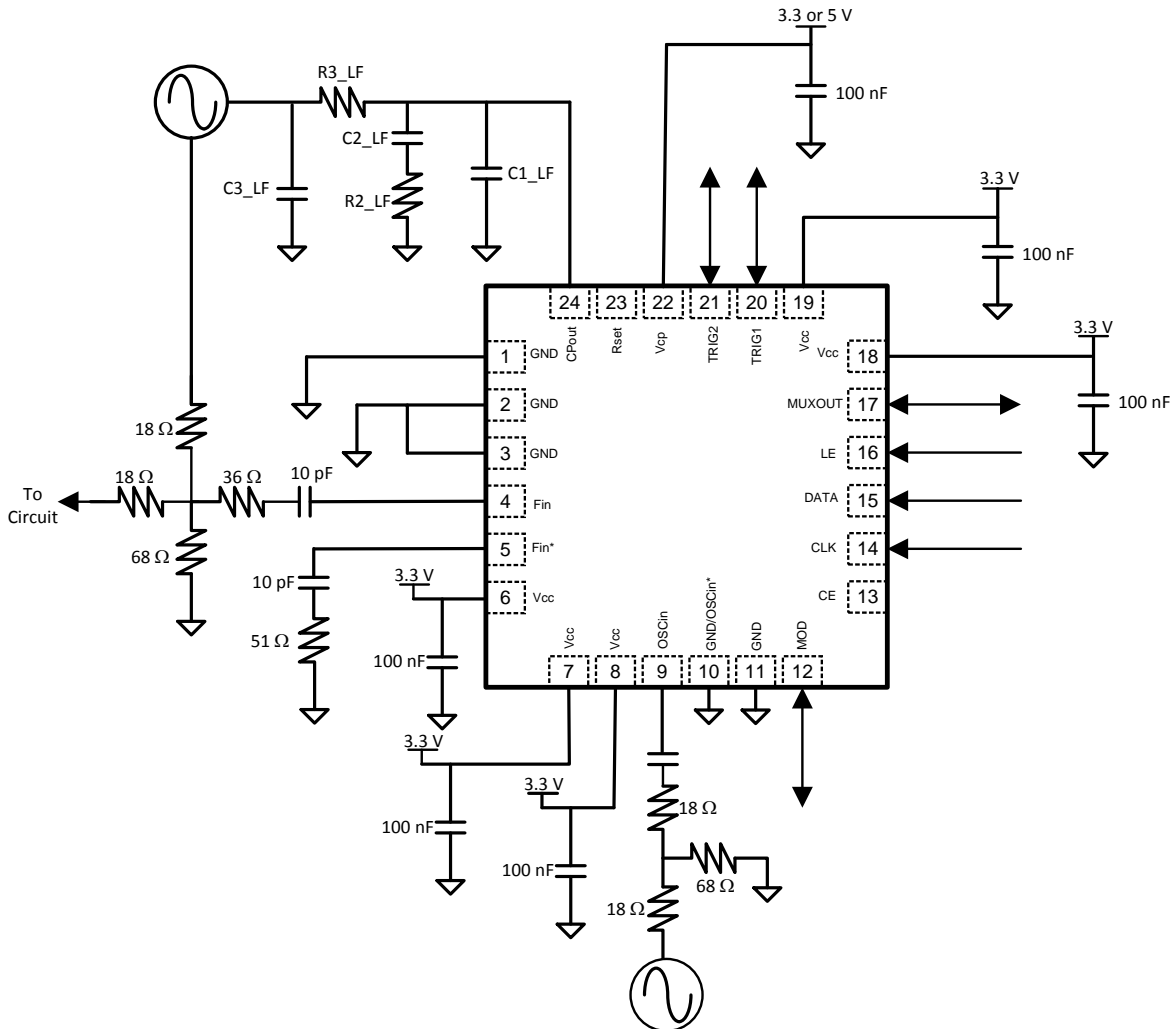 3.3 or 5 V
100 nF
R3_LF
C2_LF
C3_LF
R2_LF
C1_LF
3.3 V
100 nF
24 23 22 21 20 19
CPout Rset Vcp TRIG2 TRIG1 Vcc
3.3 V
100 nF
1 GND
Vcc 18
2 GND
MUXOUT 17
3 GND
LE 16
4 Fin
DATA 15
5 Fin*
CLK 14
6 Vcc
CE 13
18 Ω
18 Ω
36 Ω
10 pF
To
Circuit
68 Ω
10 pF
51 Ω
3.3 V
100 nF
Vcc Vcc OSCin GND/OSCin* GND MOD
7 8 9 10 11 12
3.3 V
100 nF
3.3 V
100 nF
18 Ω
68 Ω
18 Ω